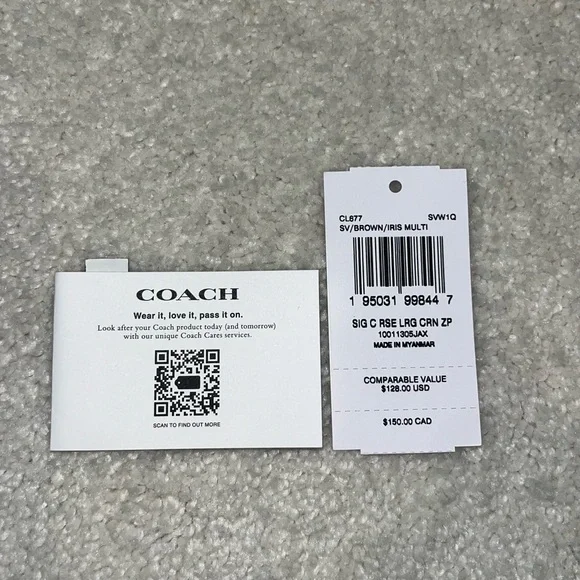 COACH
Wear it, love it, pass it on.
Look after your Coach product today (and tomorrow)
with our unique Coach Cares services.
SCAN TO FIND OUT MORE
CL677 SVW1Q
SV/BROWN/IRIS MULTI
1 95031 99844 7
SIG C RSE LRG CRN ZP
10011305JAX
MADE IN MYANMAR
COMPARABLE VALUE
$128.00 USD
$150.00 CAD